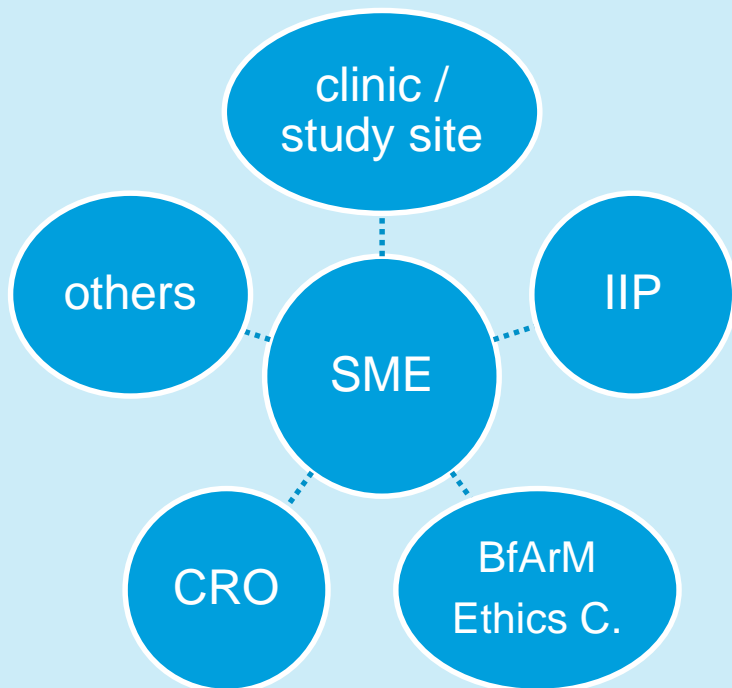 clinic /
study site
others
IIP
SME
CRO
BfArM
Ethics C.